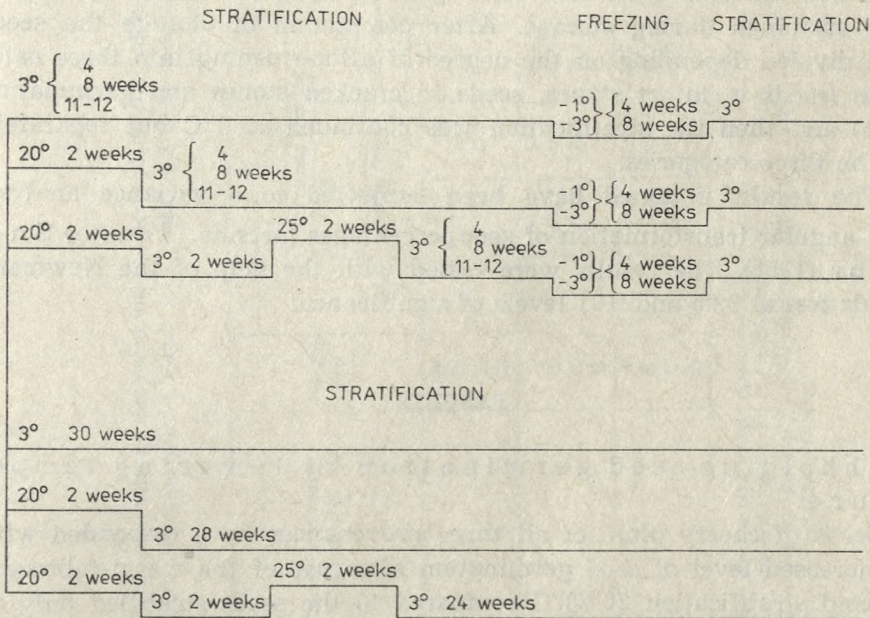 STRATIFICATION FREEZING STRATIFICATION
3° { 4
8 weeks
11-12
-1° } { 4 weeks 3°
-3° } { 8 weeks
20° 2 weeks
3° { 4
8 weeks
11-12
-1° } { 4 weeks 3°
-3° } { 8 weeks
20° 2 weeks
3° 2 weeks
25° 2 weeks
3° { 4
8 weeks
11-12
-1° } { 4 weeks 3°
-3° } { 8 weeks
STRATIFICATION
3° 30 weeks
20° 2 weeks
3° 28 weeks
20° 2 weeks
3° 2 weeks
25° 2 weeks
3° 24 weeks